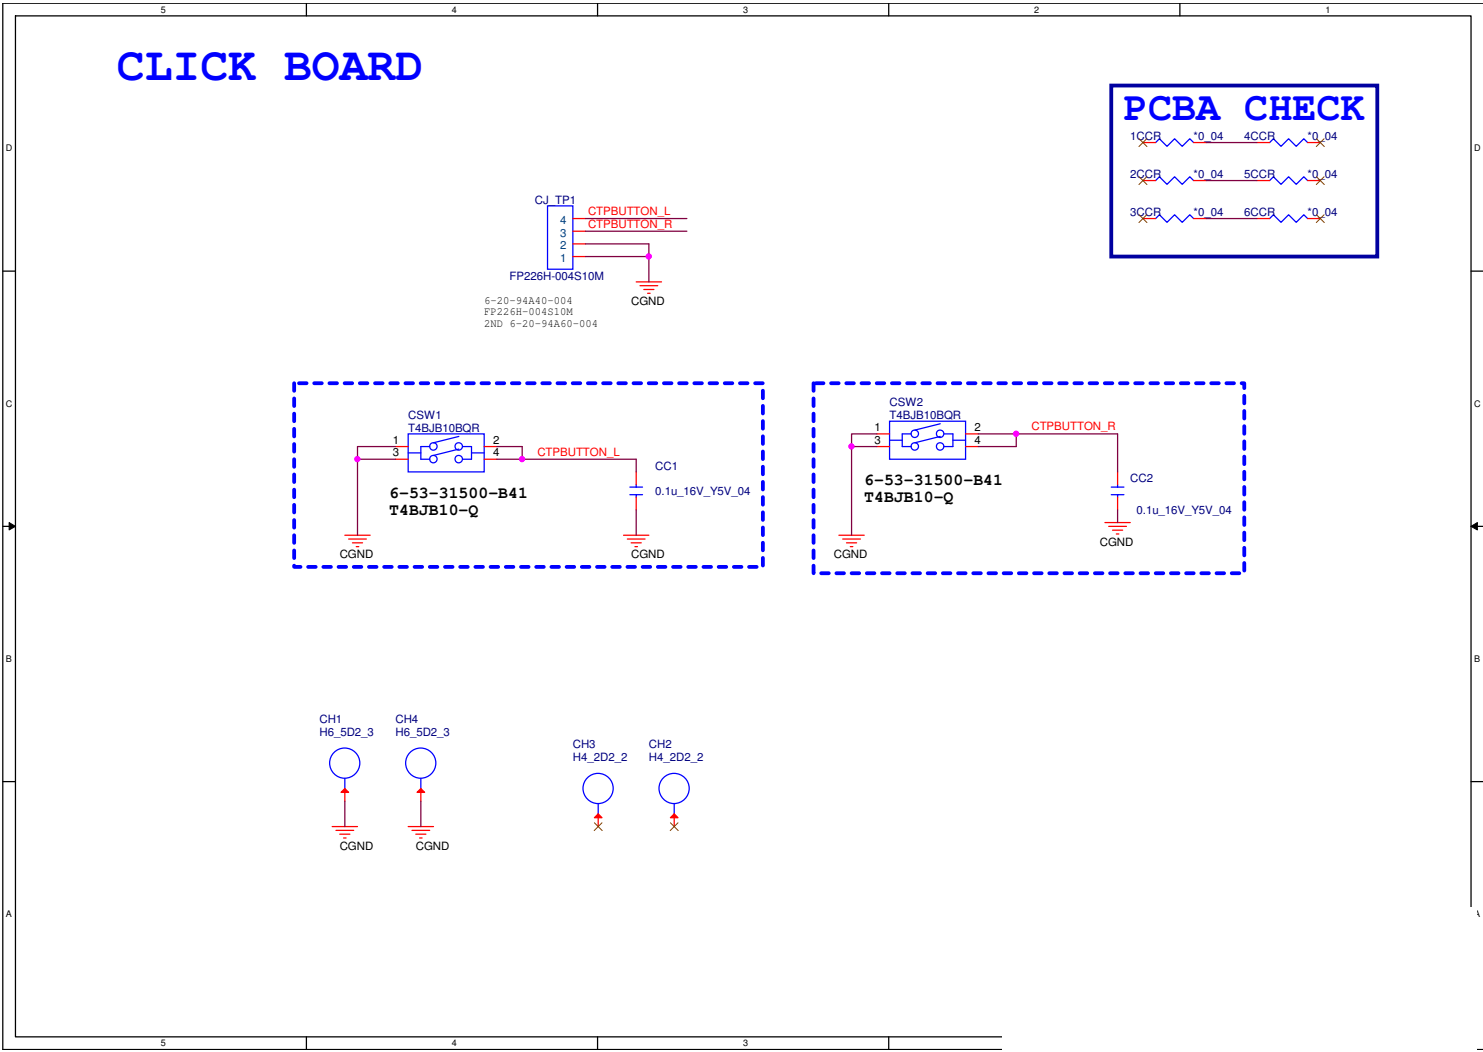 5 4 3 2 1
CLICK BOARD
PCBA CHECK
1CCR *0_04 4CCR *0_04
2CCR *0_04 5CCR *0_04
3CCR *0_04 6CCR *0_04
D D
CJ_TP1
4 CTPBUTTON_L
3 CTPBUTTON_R
2
1
FP226H-004S10M
CGND
6-20-94A40-004
FP226H-004S10M
2ND 6-20-94A60-004
C C
CSW1
T4BJB10BQR
1 2
3 4
CTPBUTTON_L
CC1
0.1u_16V_Y5V_04
6-53-31500-B41
T4BJB10-Q
CGND CGND
CSW2
T4BJB10BQR
1 2
3 4
CTPBUTTON_R
CC2
0.1u_16V_Y5V_04
6-53-31500-B41
T4BJB10-Q
CGND CGND
B B
CH1 CH4
H6_5D2_3 H6_5D2_3
CGND CGND
CH3 CH2
H4_2D2_2 H4_2D2_2
A
5 4 3